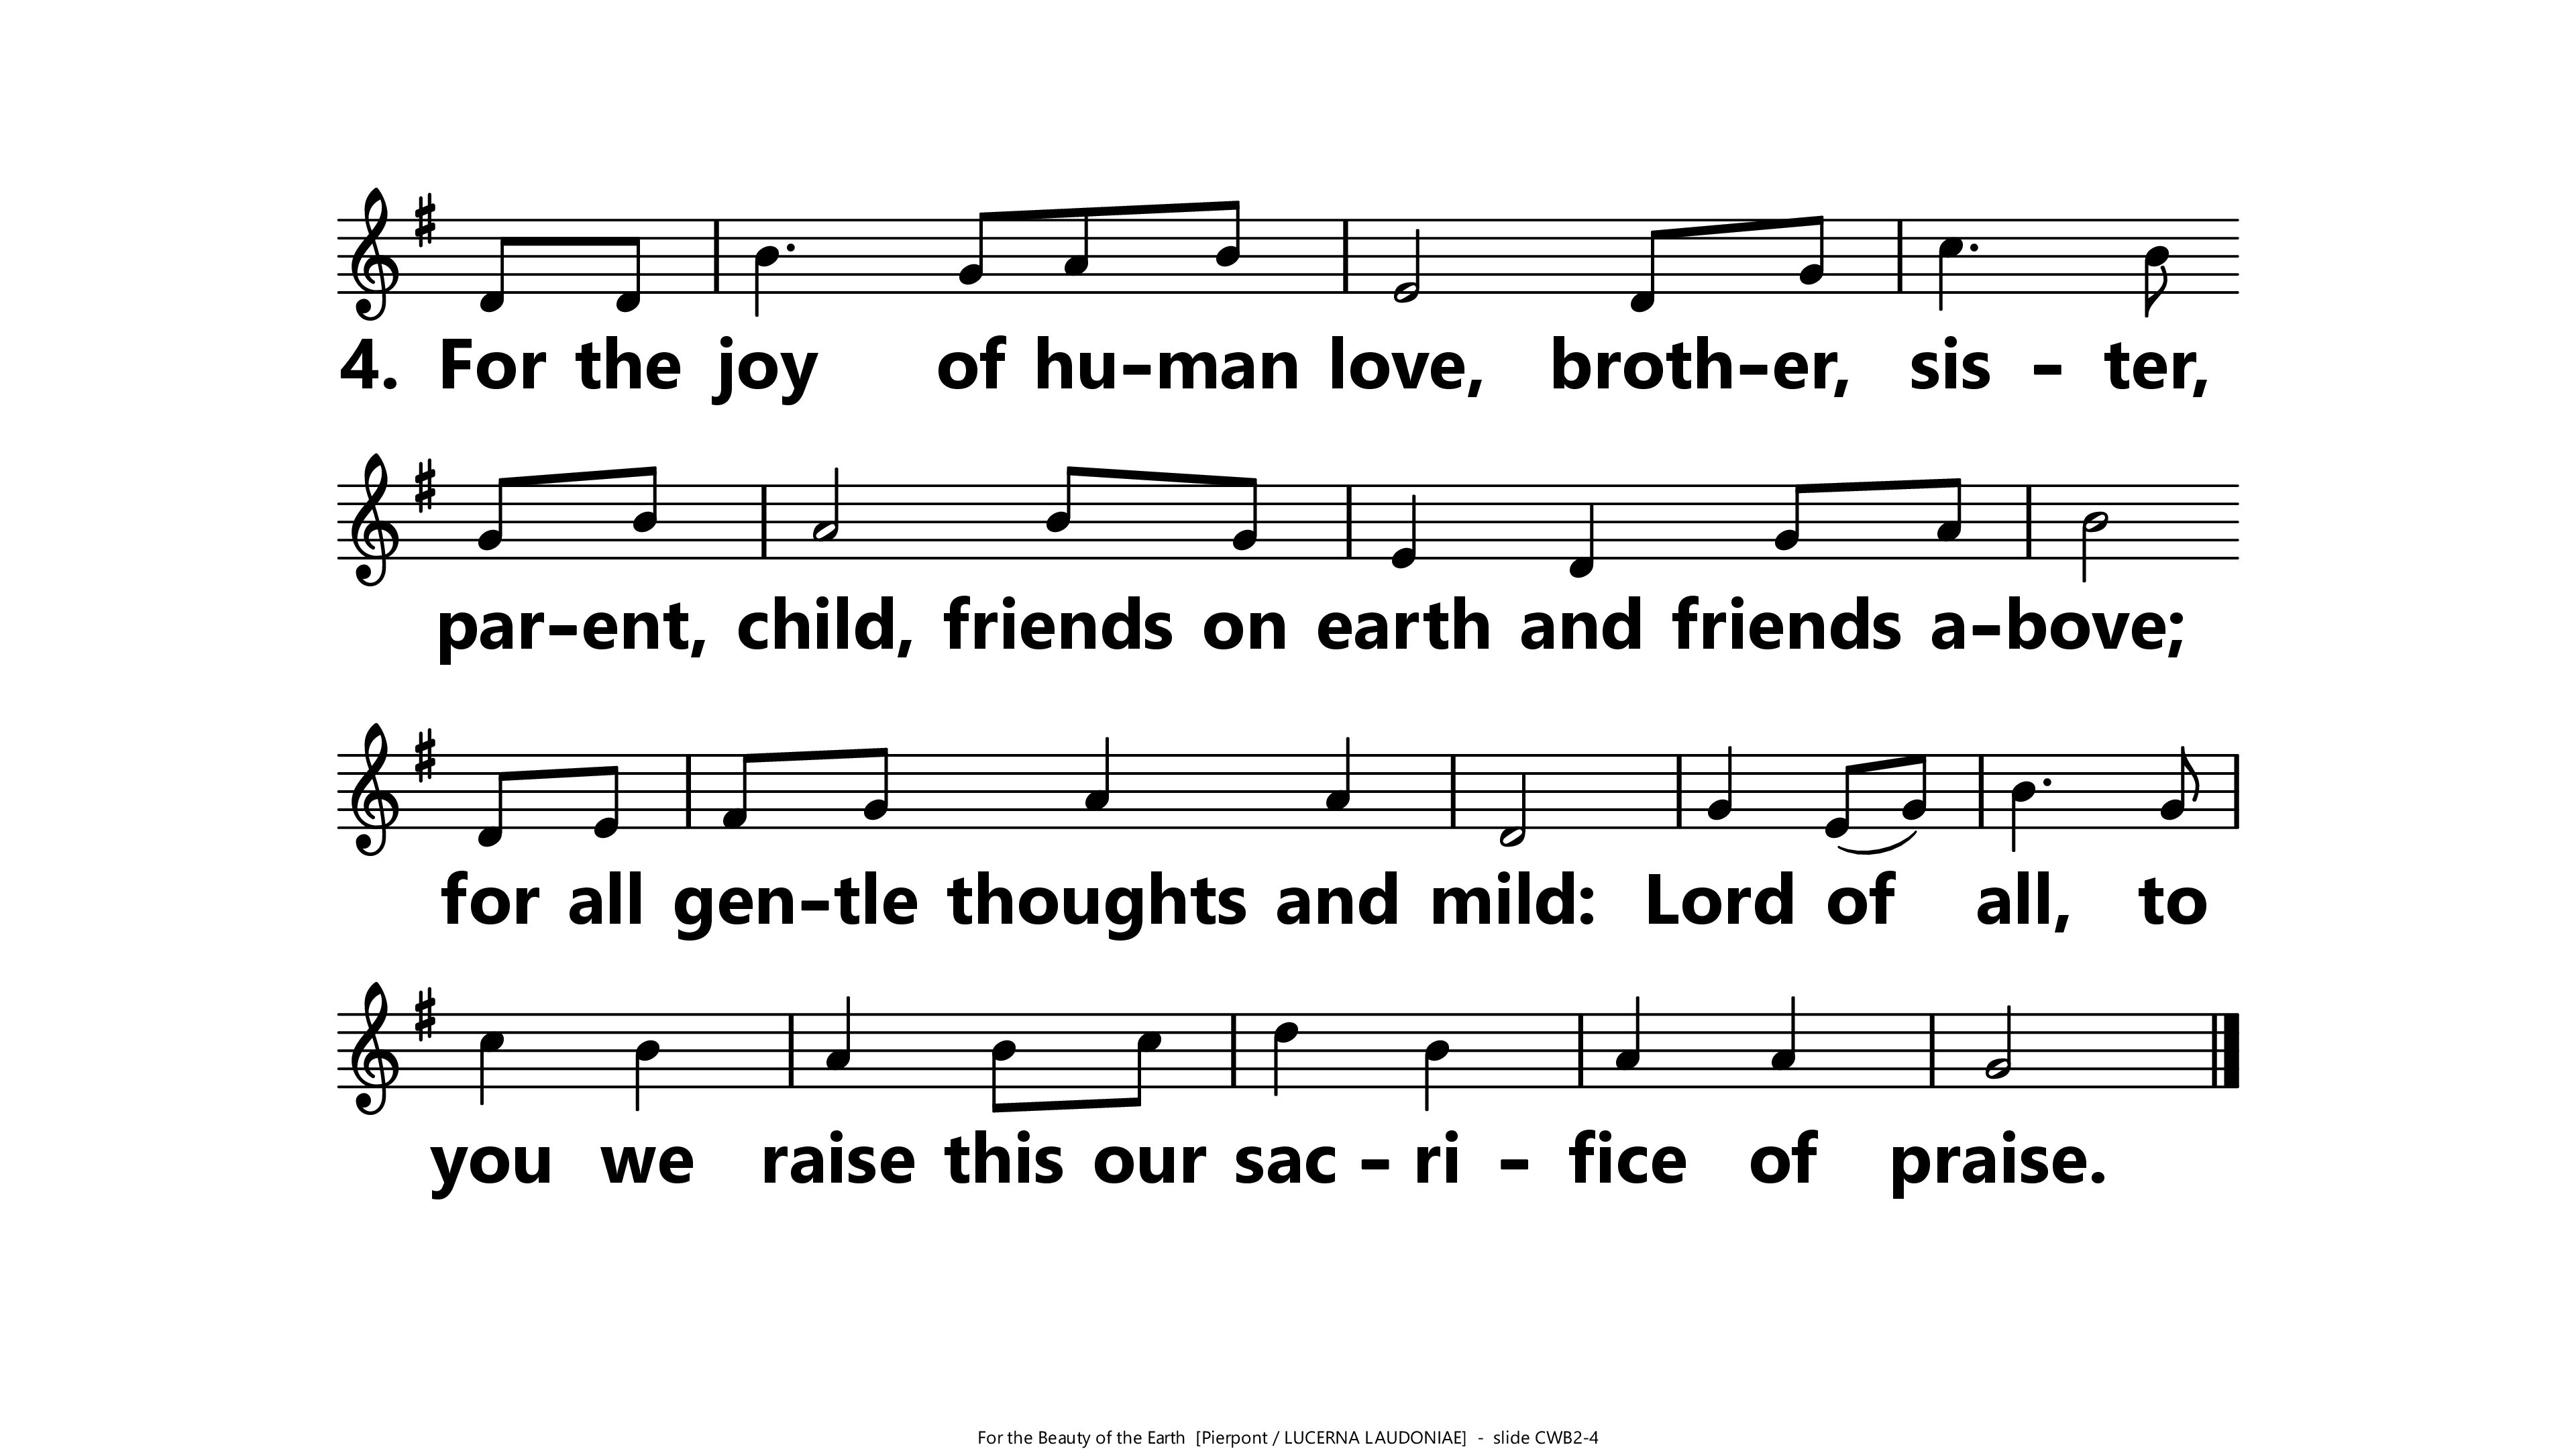 4. For the joy of hu-man love, broth-er, sis - ter,
par-ent, child, friends on earth and friends a-bove;
for all gen-tle thoughts and mild: Lord of all, to
you we raise this our sac - ri - fice of praise.
For the Beauty of the Earth [Pierpont / LUCERNA LAUDONIAE] - slide CWB2-4